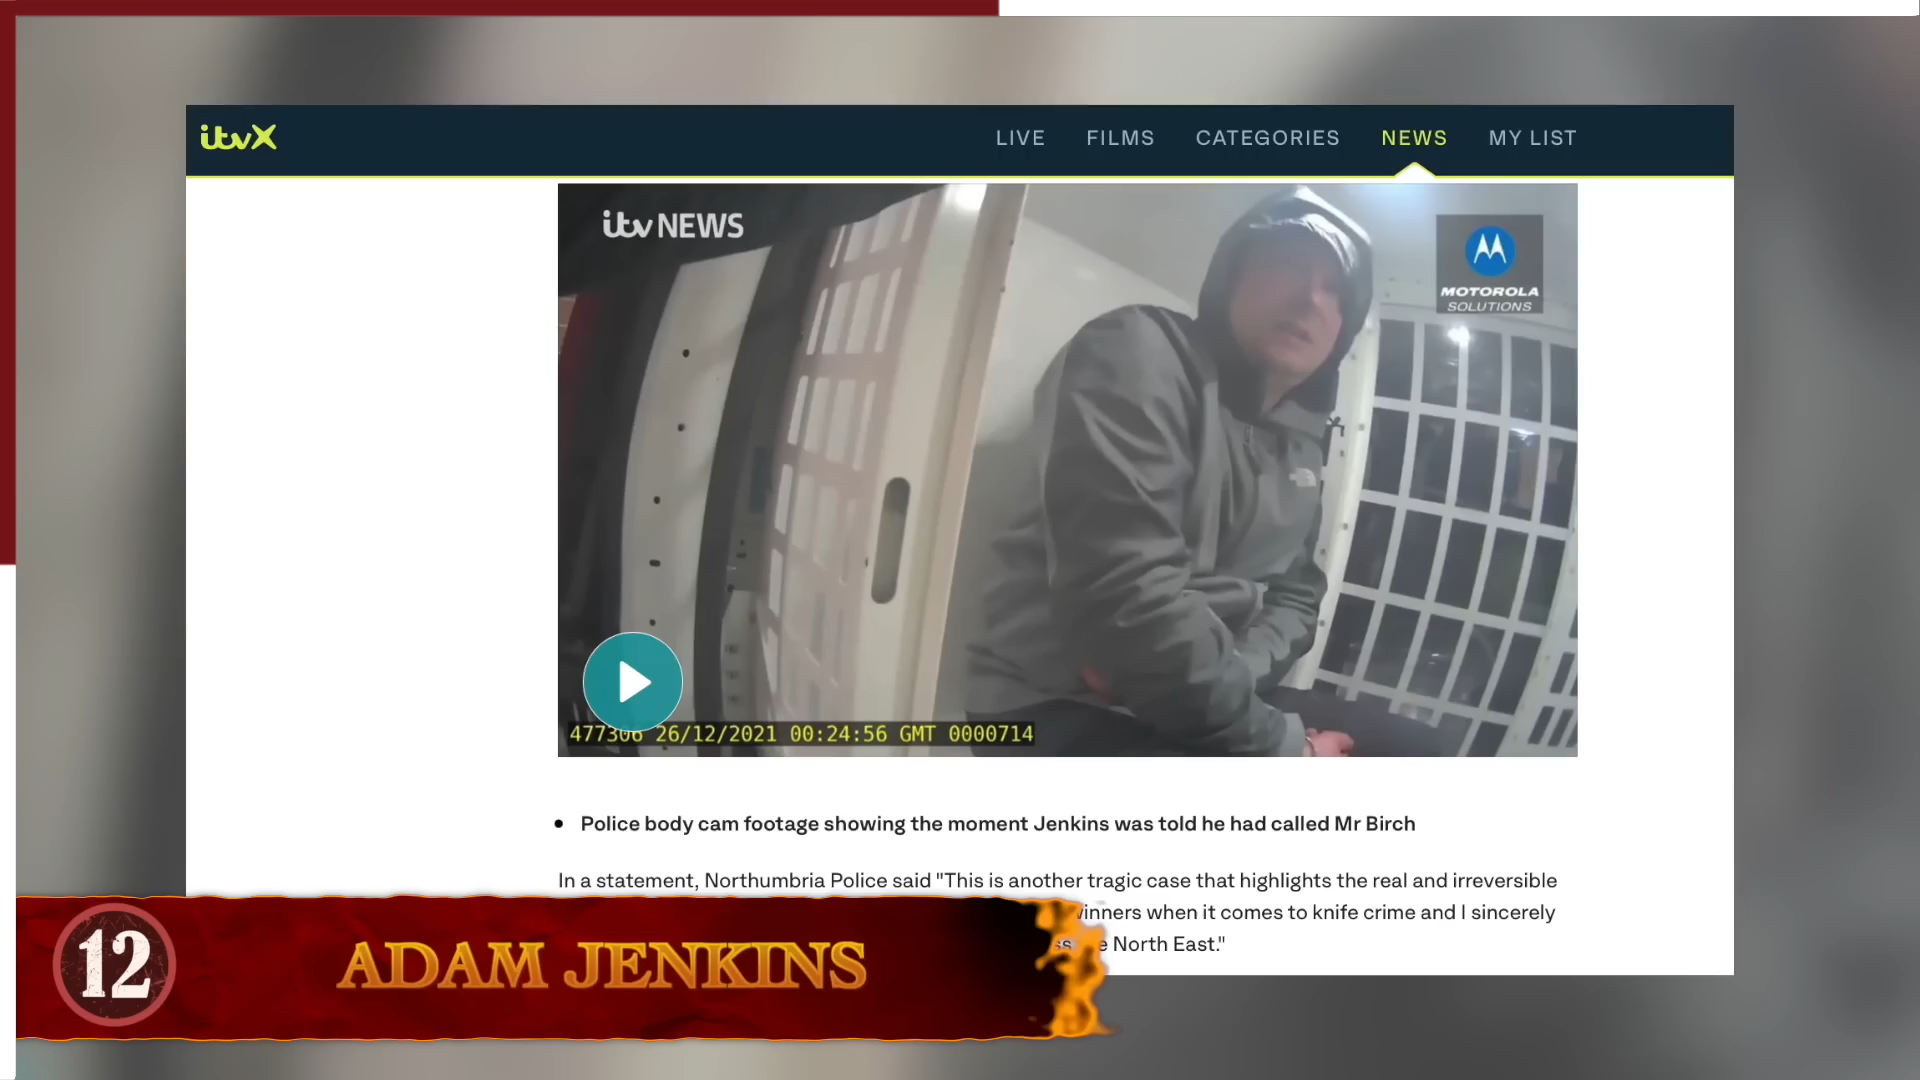 itvX
LIVE FILMS CATEGORIES NEWS MY LIST
itv NEWS
MOTOROLA
SOLUTIONS
477306 26/12/2021 00:24:56 GMT 0000714
• Police body cam footage showing the moment Jenkins was told he had called Mr Birch
In a statement, Northumbria Police said "This is another tragic case that highlights the real and irreversible
when it comes to knife crime and I sincerely
North East."
12
ADAM JENKINS